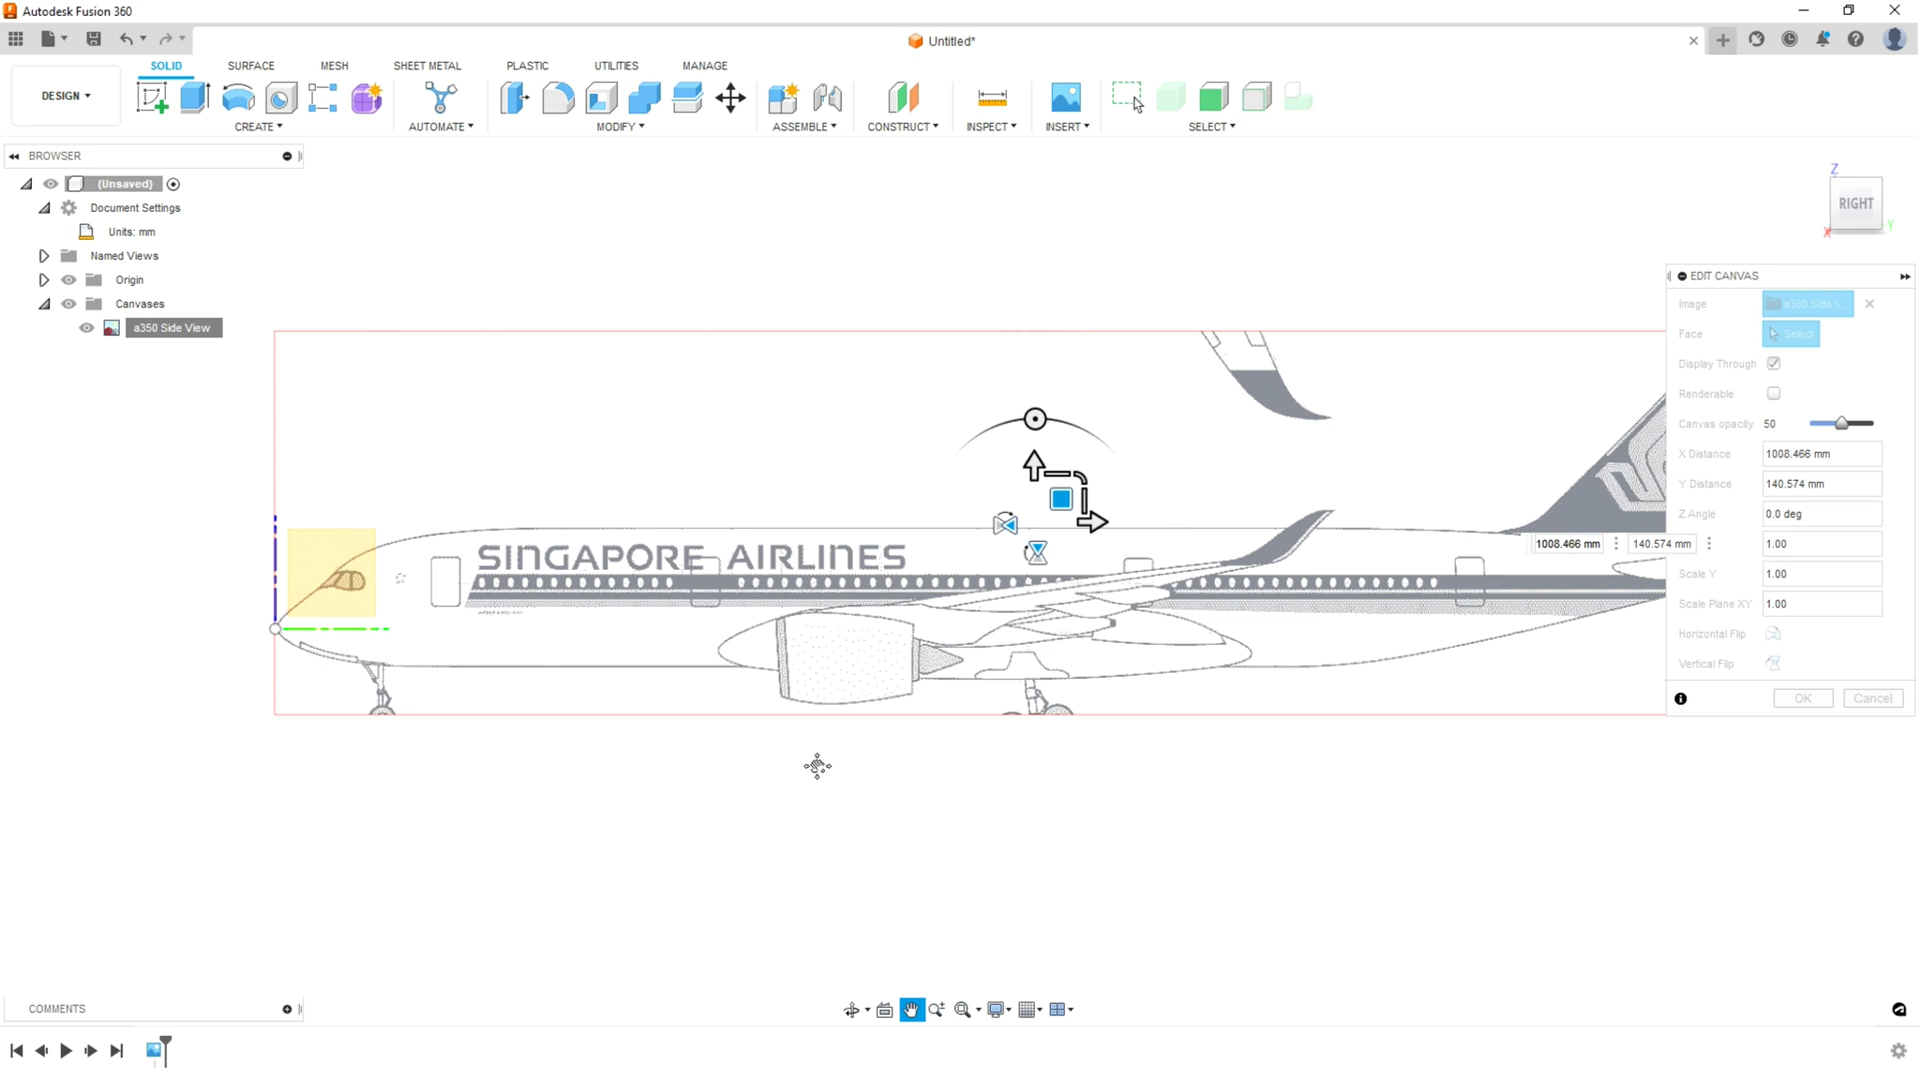 Autodesk Fusion 360
Untitled*
DESIGN
SOLID
SURFACE
MESH
SHEET METAL
PLASTIC
UTILITIES
MANAGE
CREATE
AUTOMATE
MODIFY
ASSEMBLE
CONSTRUCT
INSPECT
INSERT
SELECT
BROWSER
(Unsaved)
Document Settings
Units: mm
Named Views
Origin
Canvases
a350 Side View
Z
RIGHT
Y
X
EDIT CANVAS
Image
a350 Side \...
Face
Select
Display Through
Renderable
Canvas opacity
50
X Distance
1008.466 mm
Y Distance
140.574 mm
Z Angle
0.0 deg
1008.466 mm
140.574 mm
1.00
Scale Y
1.00
Scale Plane XY
1.00
Horizontal Flip
Vertical Flip
OK
Cancel
SINGAPORE AIRLINES
COMMENTS